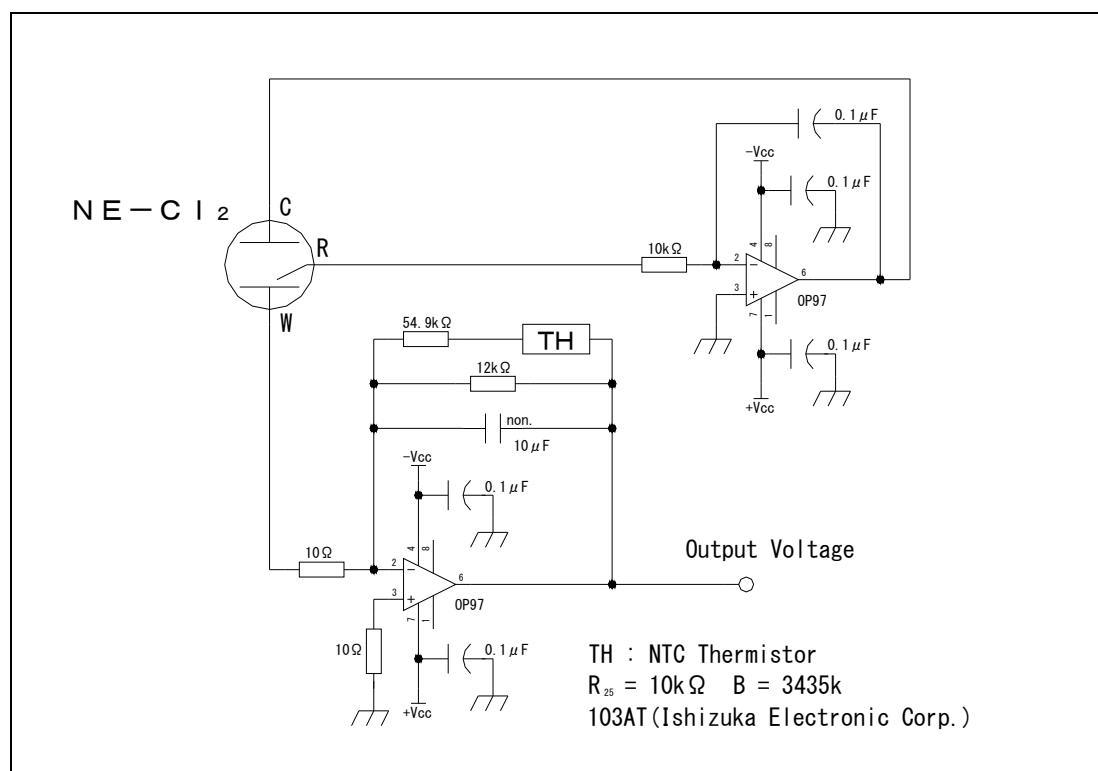 0.1μF
-Vcc
0.1μF
NE－Cl₂
C
R
10kΩ
4
8
2
−
6
3
+
OP97
7
1
W
54.9kΩ
TH
0.1μF
12kΩ
+Vcc
non.
10μF
-Vcc
0.1μF
Output Voltage
10Ω
4
8
2
−
6
3
+
OP97
7
1
10Ω
0.1μF
+Vcc
TH : NTC Thermistor
R₂₅ = 10kΩ B = 3435k
103AT(Ishizuka Electronic Corp.)